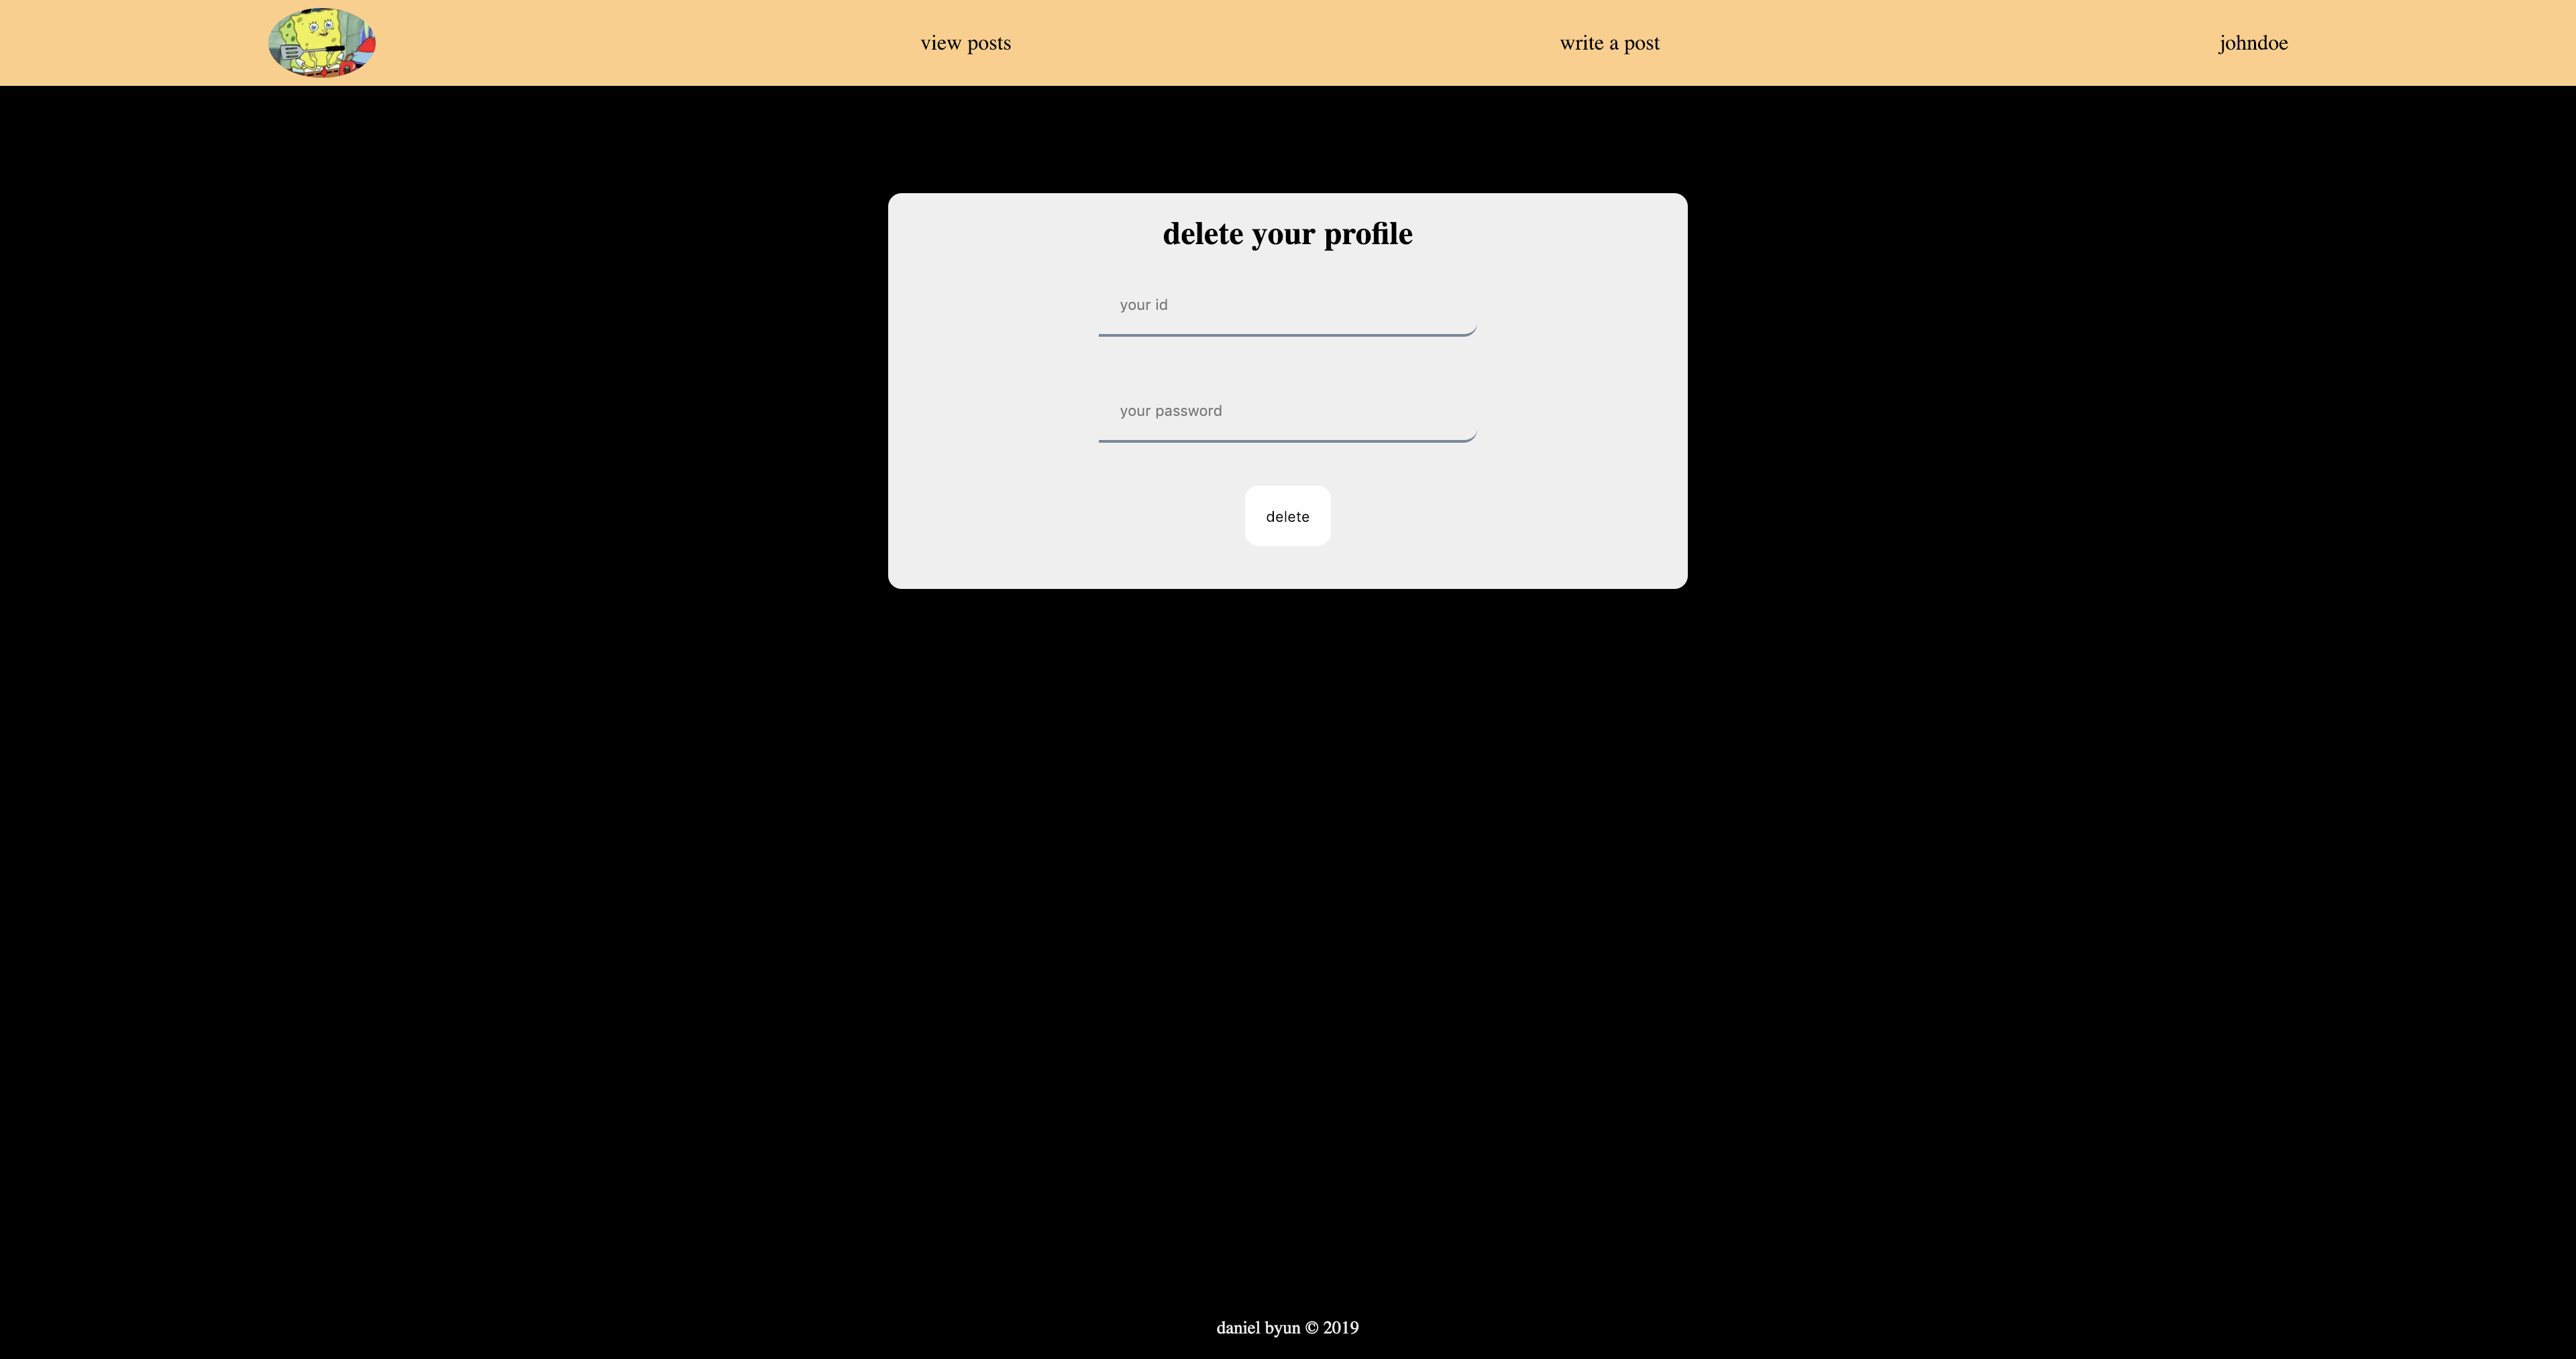 view posts
write a post
johndoe
delete your profile
your id
your password
delete
daniel byun © 2019